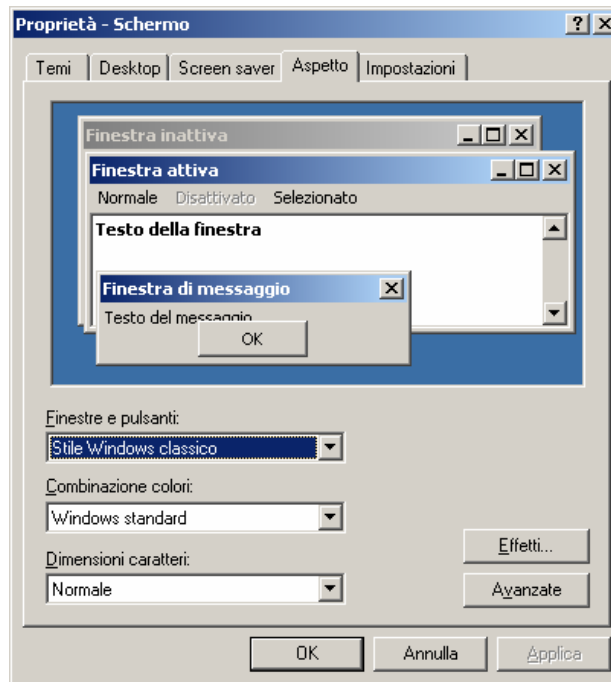 Proprietà - Schermo
Temi Desktop Screen saver Aspetto Impostazioni
Finestra inattiva
Finestra attiva
Normale Disattivato Selezionato
Testo della finestra
Finestra di messaggio
Testo del messaggio
OK
Finestre e pulsanti:
Stile Windows classico
Combinazione colori:
Windows standard
Effetti...
Dimensioni caratteri:
Normale
Avanzate
OK Annulla Applica